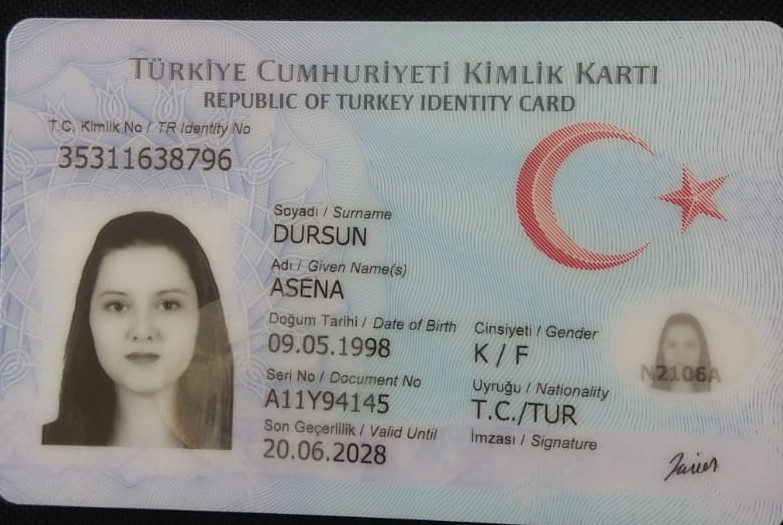 TÜRKİYE CUMHURİYETİ KİMLİK KARTI
REPUBLIC OF TURKEY IDENTITY CARD
T.C. Kimlik No / TR Identity No
35311638796
Soyadı / Surname
DURSUN
Adı / Given Name(s)
ASENA
Doğum Tarihi / Date of Birth
09.05.1998
Cinsiyeti / Gender
K / F
Seri No / Document No
A11Y94145
Uyruğu / Nationality
T.C./TUR
N2106A
Son Geçerlilik / Valid Until
20.06.2028
İmzası / Signature